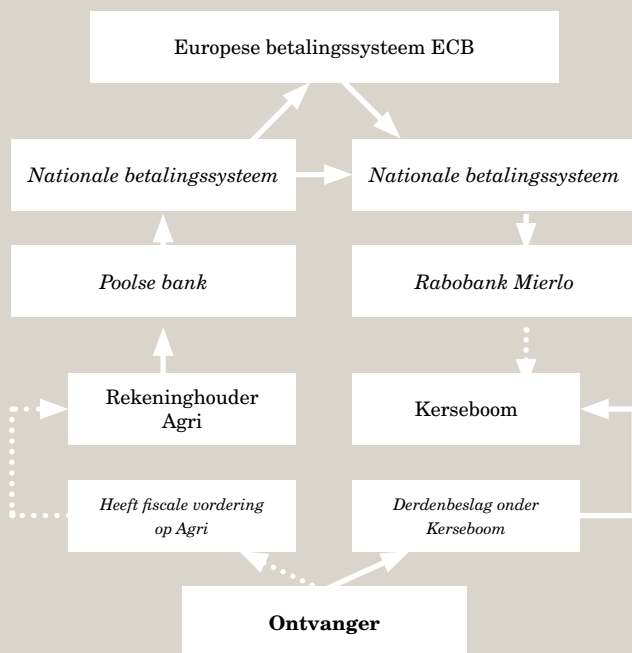 Europese betalingssysteem ECB
Nationale betalingssysteem
Nationale betalingssysteem
Poolse bank
Rabobank Mierlo
Rekeninghouder
Agri
Kerseboom
Heeft fiscale vordering
op Agri
Derdenbeslag onder
Kerseboom
Ontvanger